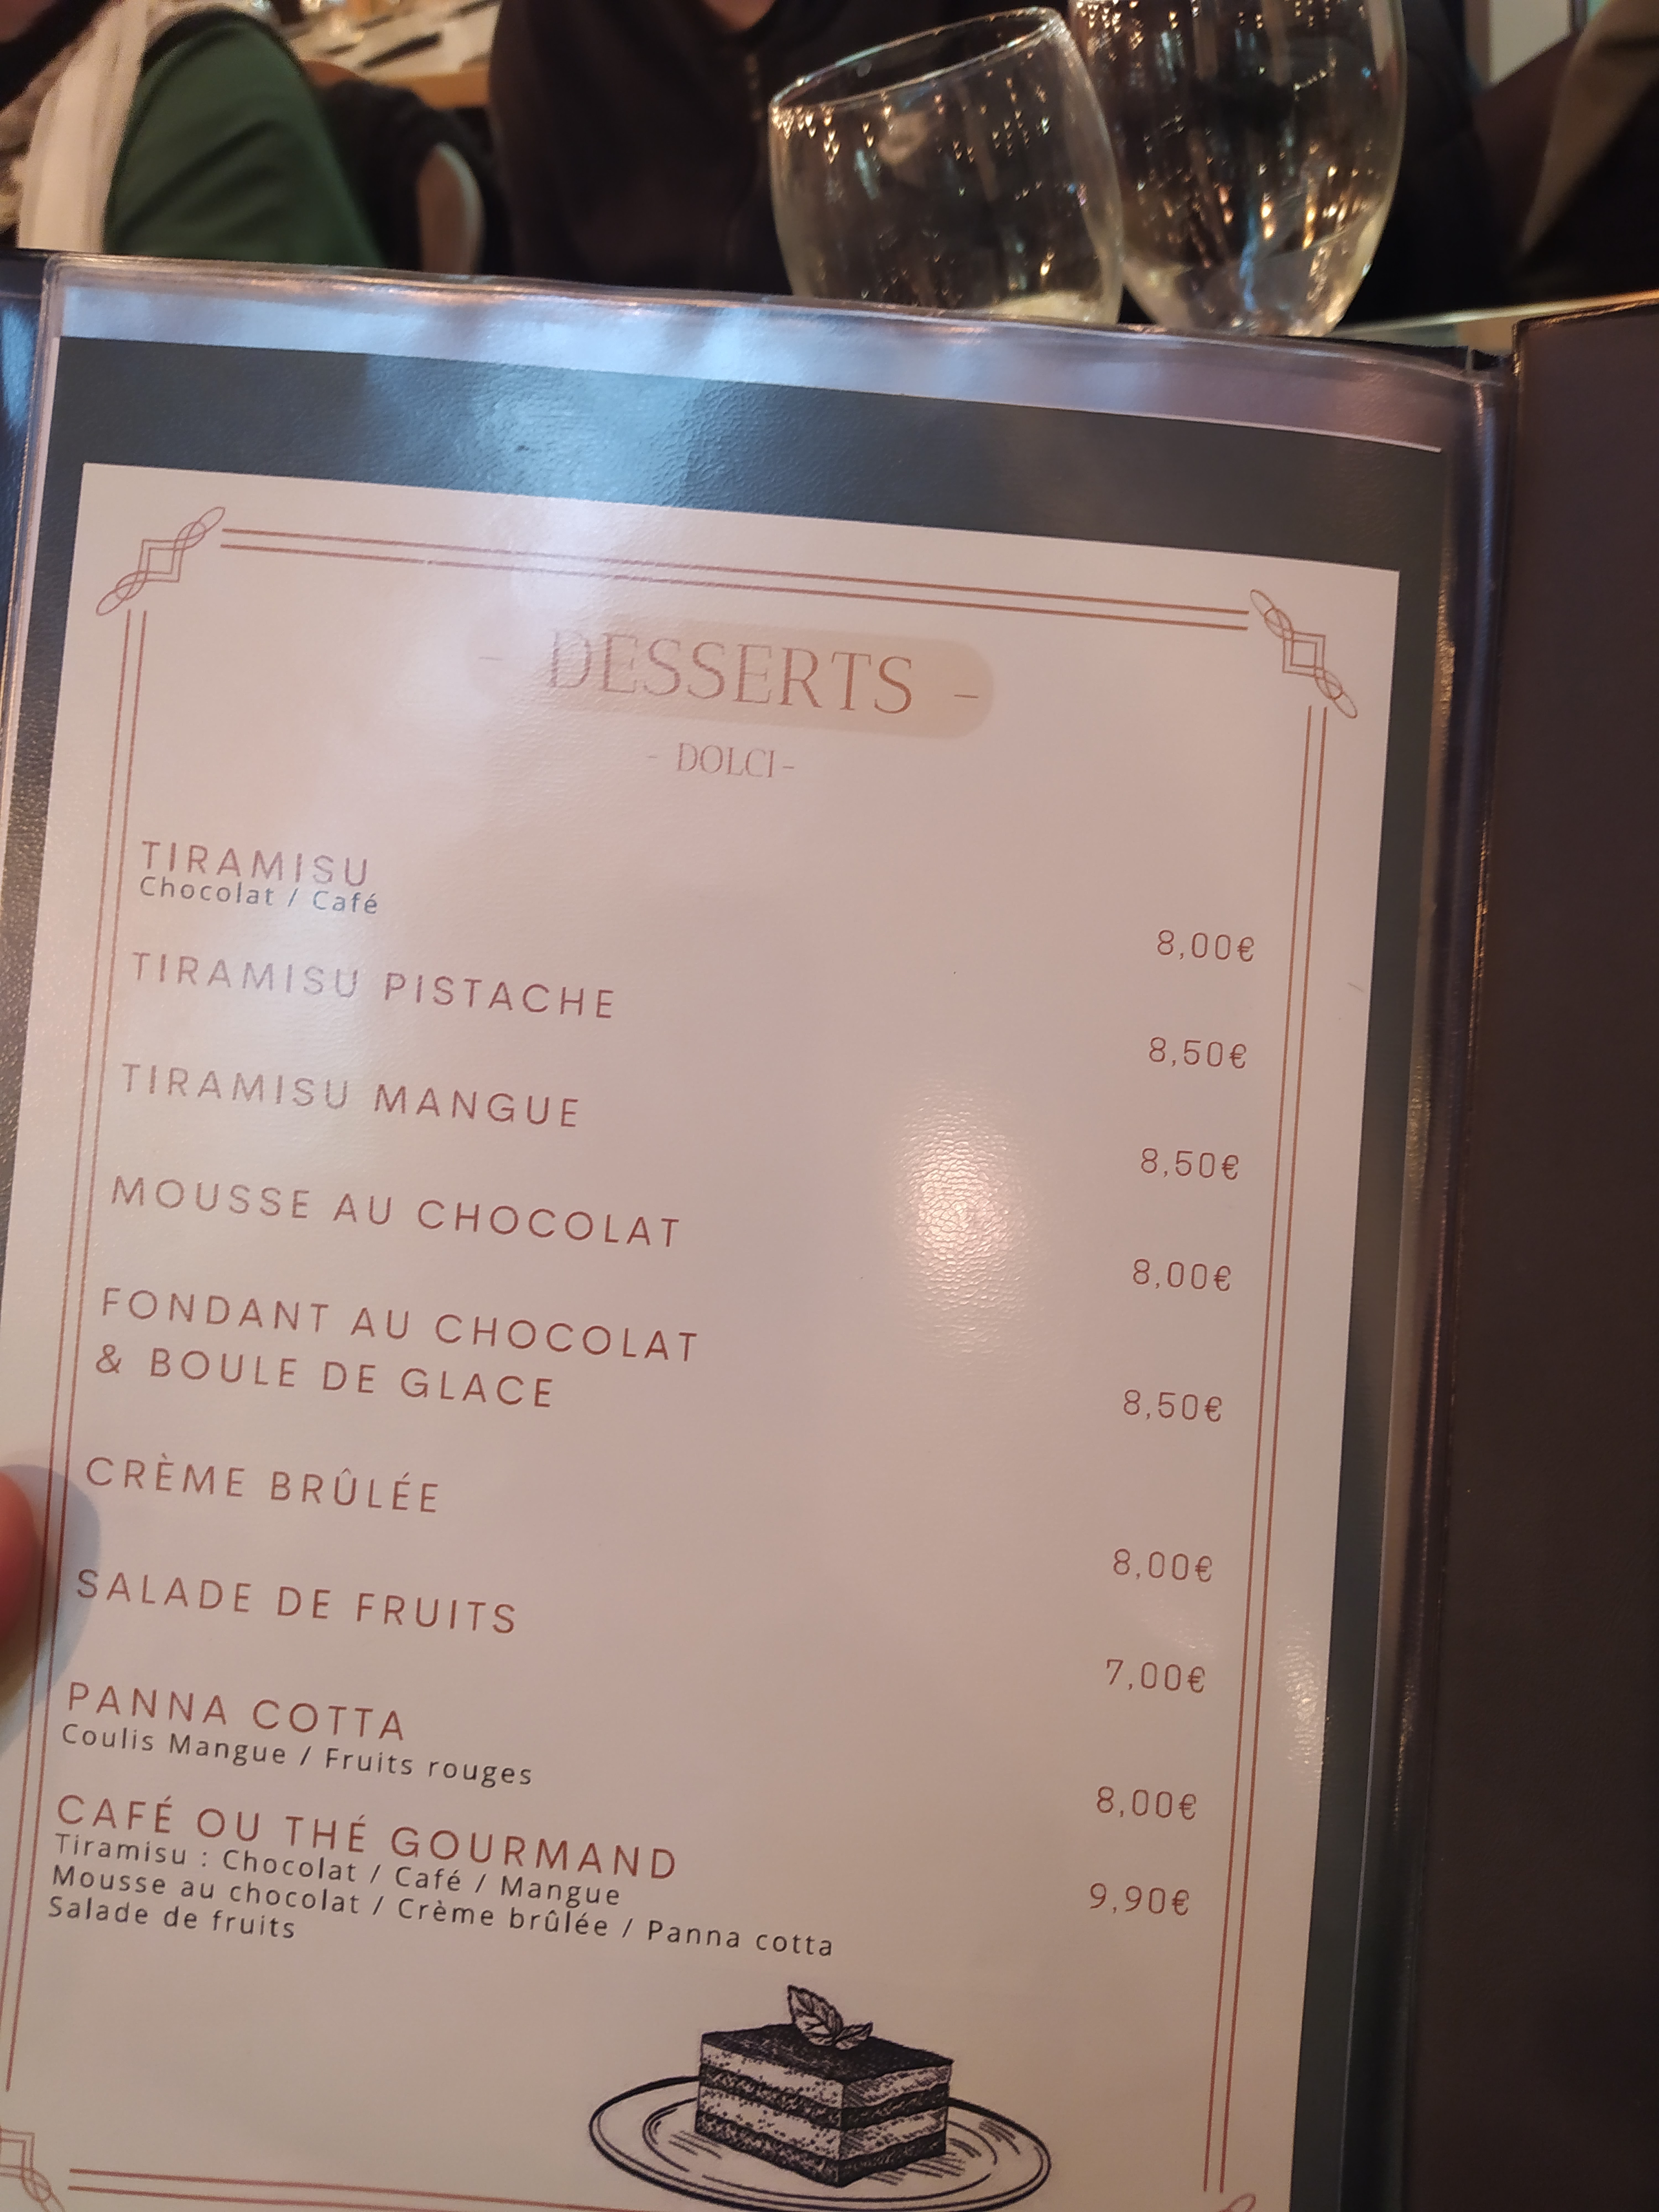 - DESSERTS -
- DOLCI -
TIRAMISU
Chocolat / Café
8,00€
TIRAMISU PISTACHE
8,50€
TIRAMISU MANGUE
8,50€
MOUSSE AU CHOCOLAT
8,00€
FONDANT AU CHOCOLAT
& BOULE DE GLACE
8,50€
CRÈME BRÛLÉE
8,00€
SALADE DE FRUITS
7,00€
PANNA COTTA
Coulis Mangue / Fruits rouges
8,00€
CAFÉ OU THÉ GOURMAND
Tiramisu : Chocolat / Café / Mangue
Mousse au chocolat / Crème brûlée / Panna cotta
Salade de fruits
9,90€